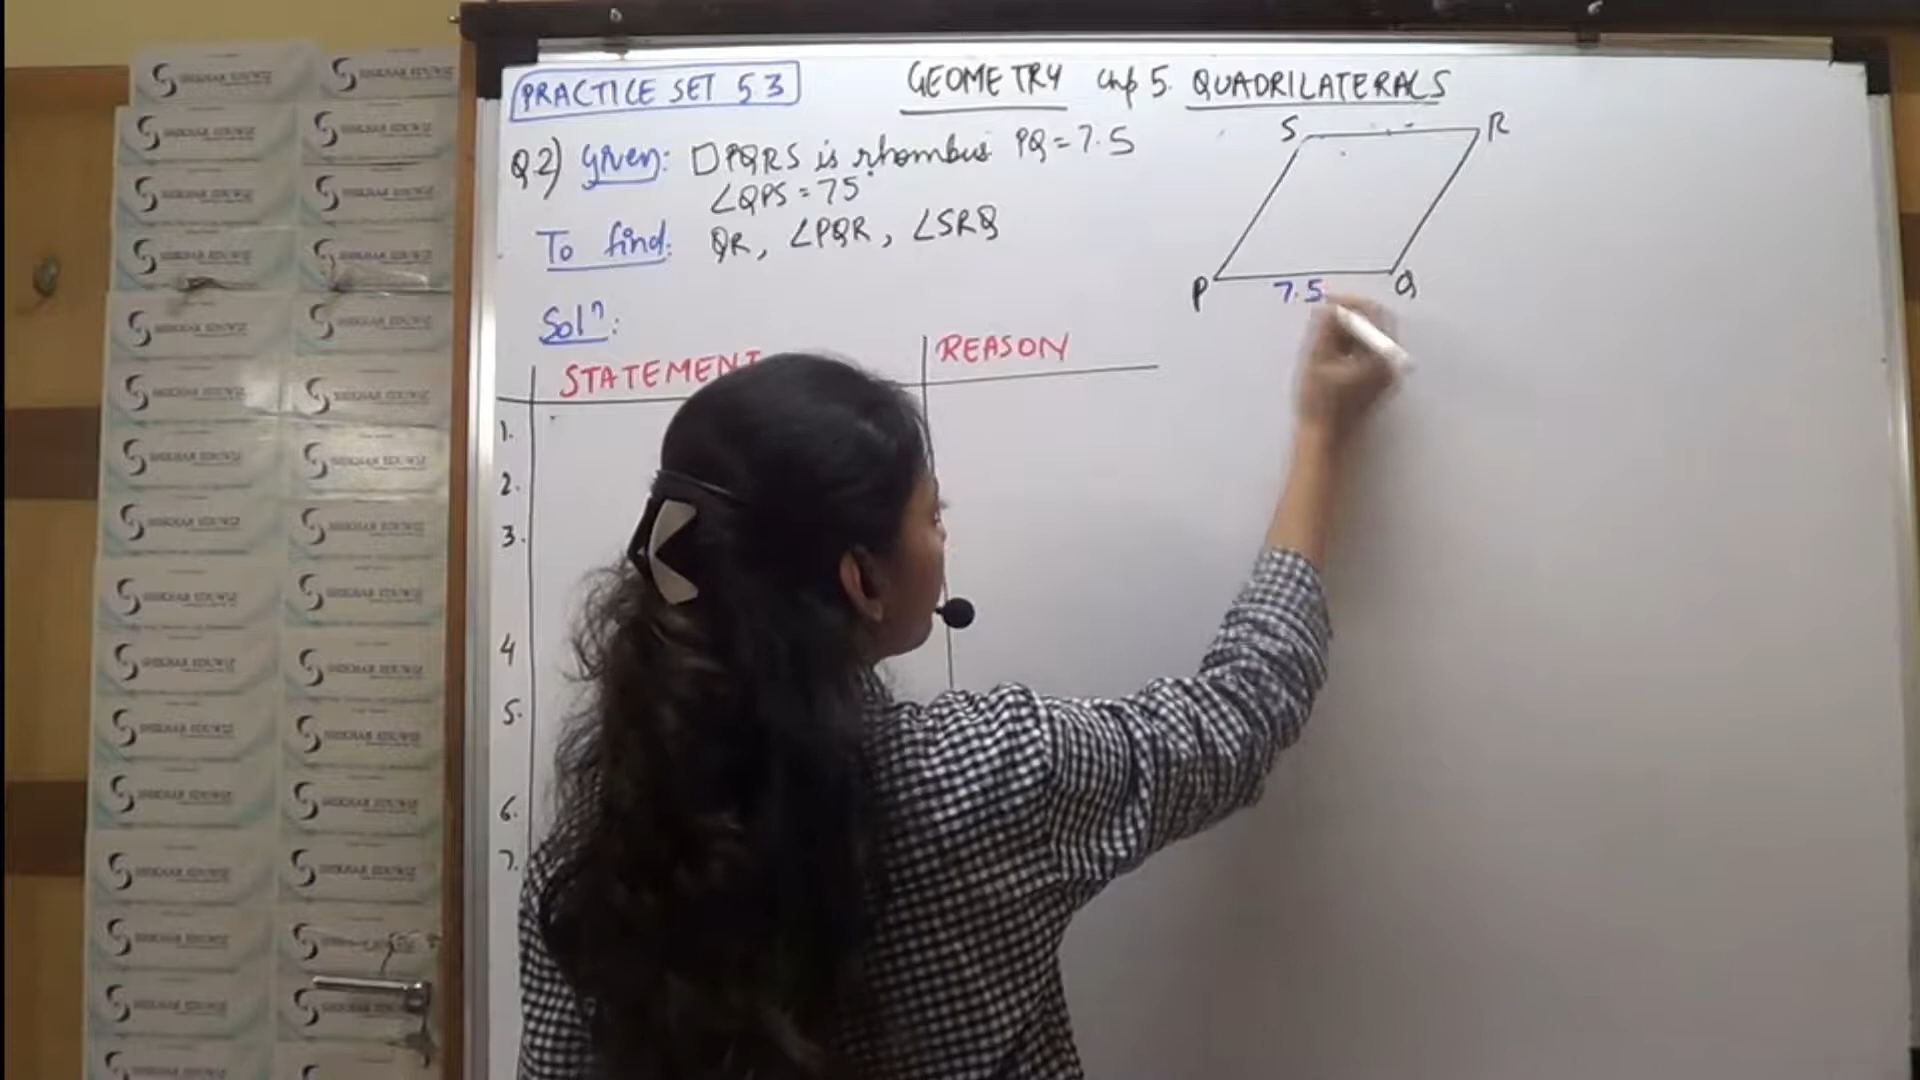 PRACTICE SET 5 3
GEOMETRY Chp 5. QUADRILATERALS
Q.2) Given: □PQRS is rhombus PQ = 7.5
∠QPS = 75°
To find: QR, ∠PQR, ∠SRQ
Solⁿ:
S R
P Q
7.5
STATEMENT REASON
1.
2.
3.
4
5.
6.
7.